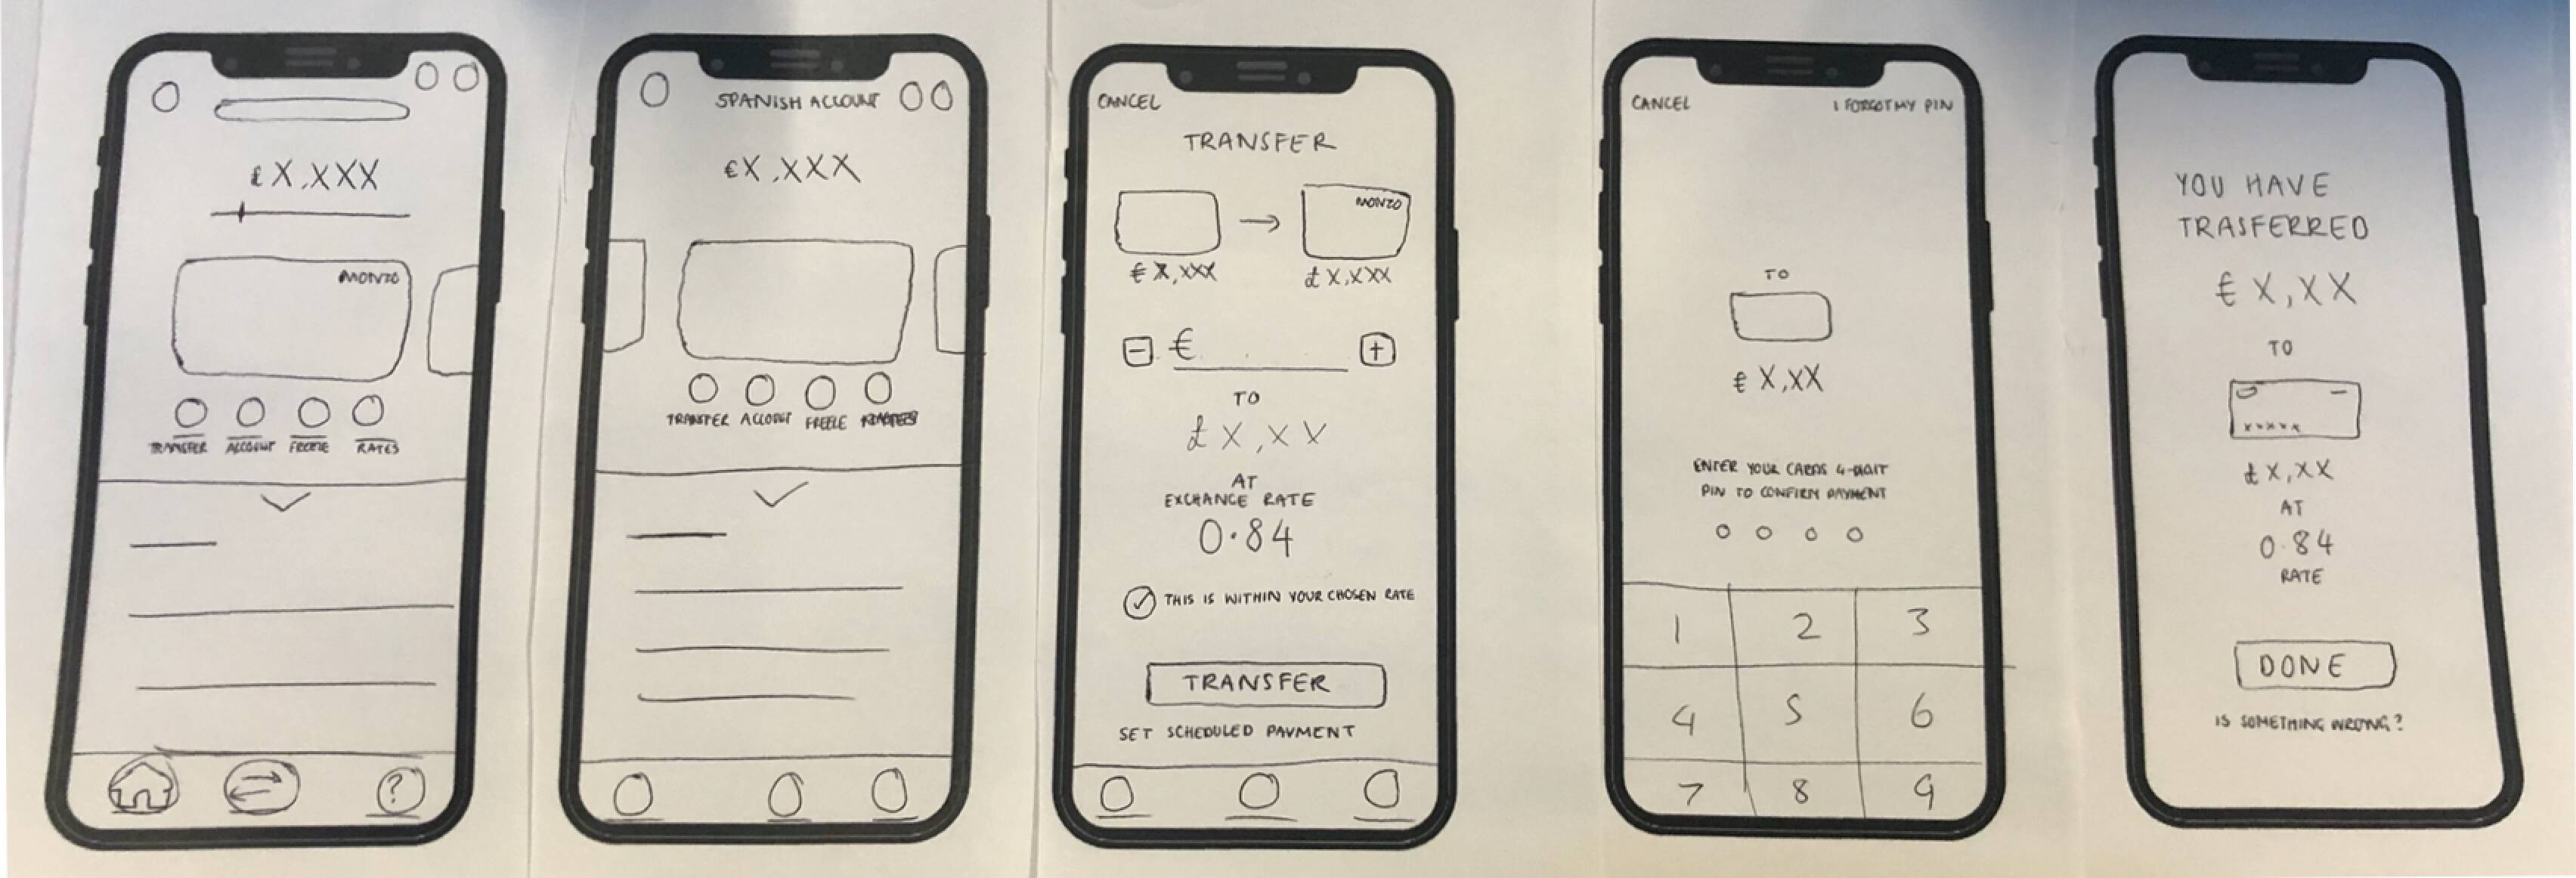 £X,XXX
MONZO
TRANSFER ACCOUNT FREEZE RATES
?
SPANISH ACCOUNT
€X,XXX
TRANSFER ACCOUNT FREEZE
CANCEL
TRANSFER
MONZO
€X,XXX £X,XXX
- € +
TO
£X,XX
AT
EXCHANGE RATE
0.84
THIS IS WITHIN YOUR CHOSEN RATE
TRANSFER
SET SCHEDULED PAYMENT
CANCEL I FORGOT MY PIN
TO
€X,XX
ENTER YOUR CARDS 4-DIGIT
PIN TO CONFIRM PAYMENT
1 2 3
4 5 6
7 8 9
YOU HAVE
TRASFERRED
€X,XX
TO
XXXXX
£X,XX
AT
0.84
RATE
DONE
IS SOMETHING WRONG?